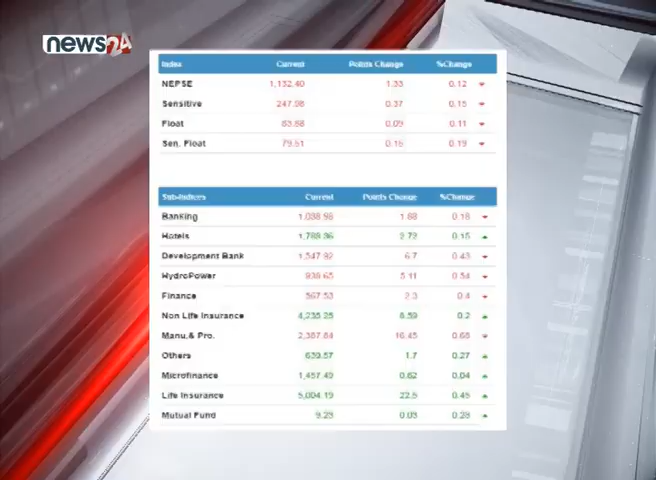 news24
Index Current Points Change %Change
NEPSE 1,132.40 1.33 0.12
Sensitive 247.98 0.37 0.15
Float 83.88 0.09 0.11
Sen. Float 79.51 0.15 0.19
Sub-Indices Current Points Change %Change
Banking 1,038.98 1.88 0.18
Hotels 1,789.36 2.72 0.15
Development Bank 1,547.92 6.7 0.43
HydroPower 938.65 5.11 0.54
Finance 567.53 2.3 0.4
Non Life Insurance 4,235.25 8.59 0.2
Manu.& Pro. 2,387.84 16.45 0.68
Others 639.57 1.7 0.27
Microfinance 1,457.49 0.62 0.04
Life Insurance 5,004.19 22.5 0.45
Mutual Fund 9.23 0.03 0.28